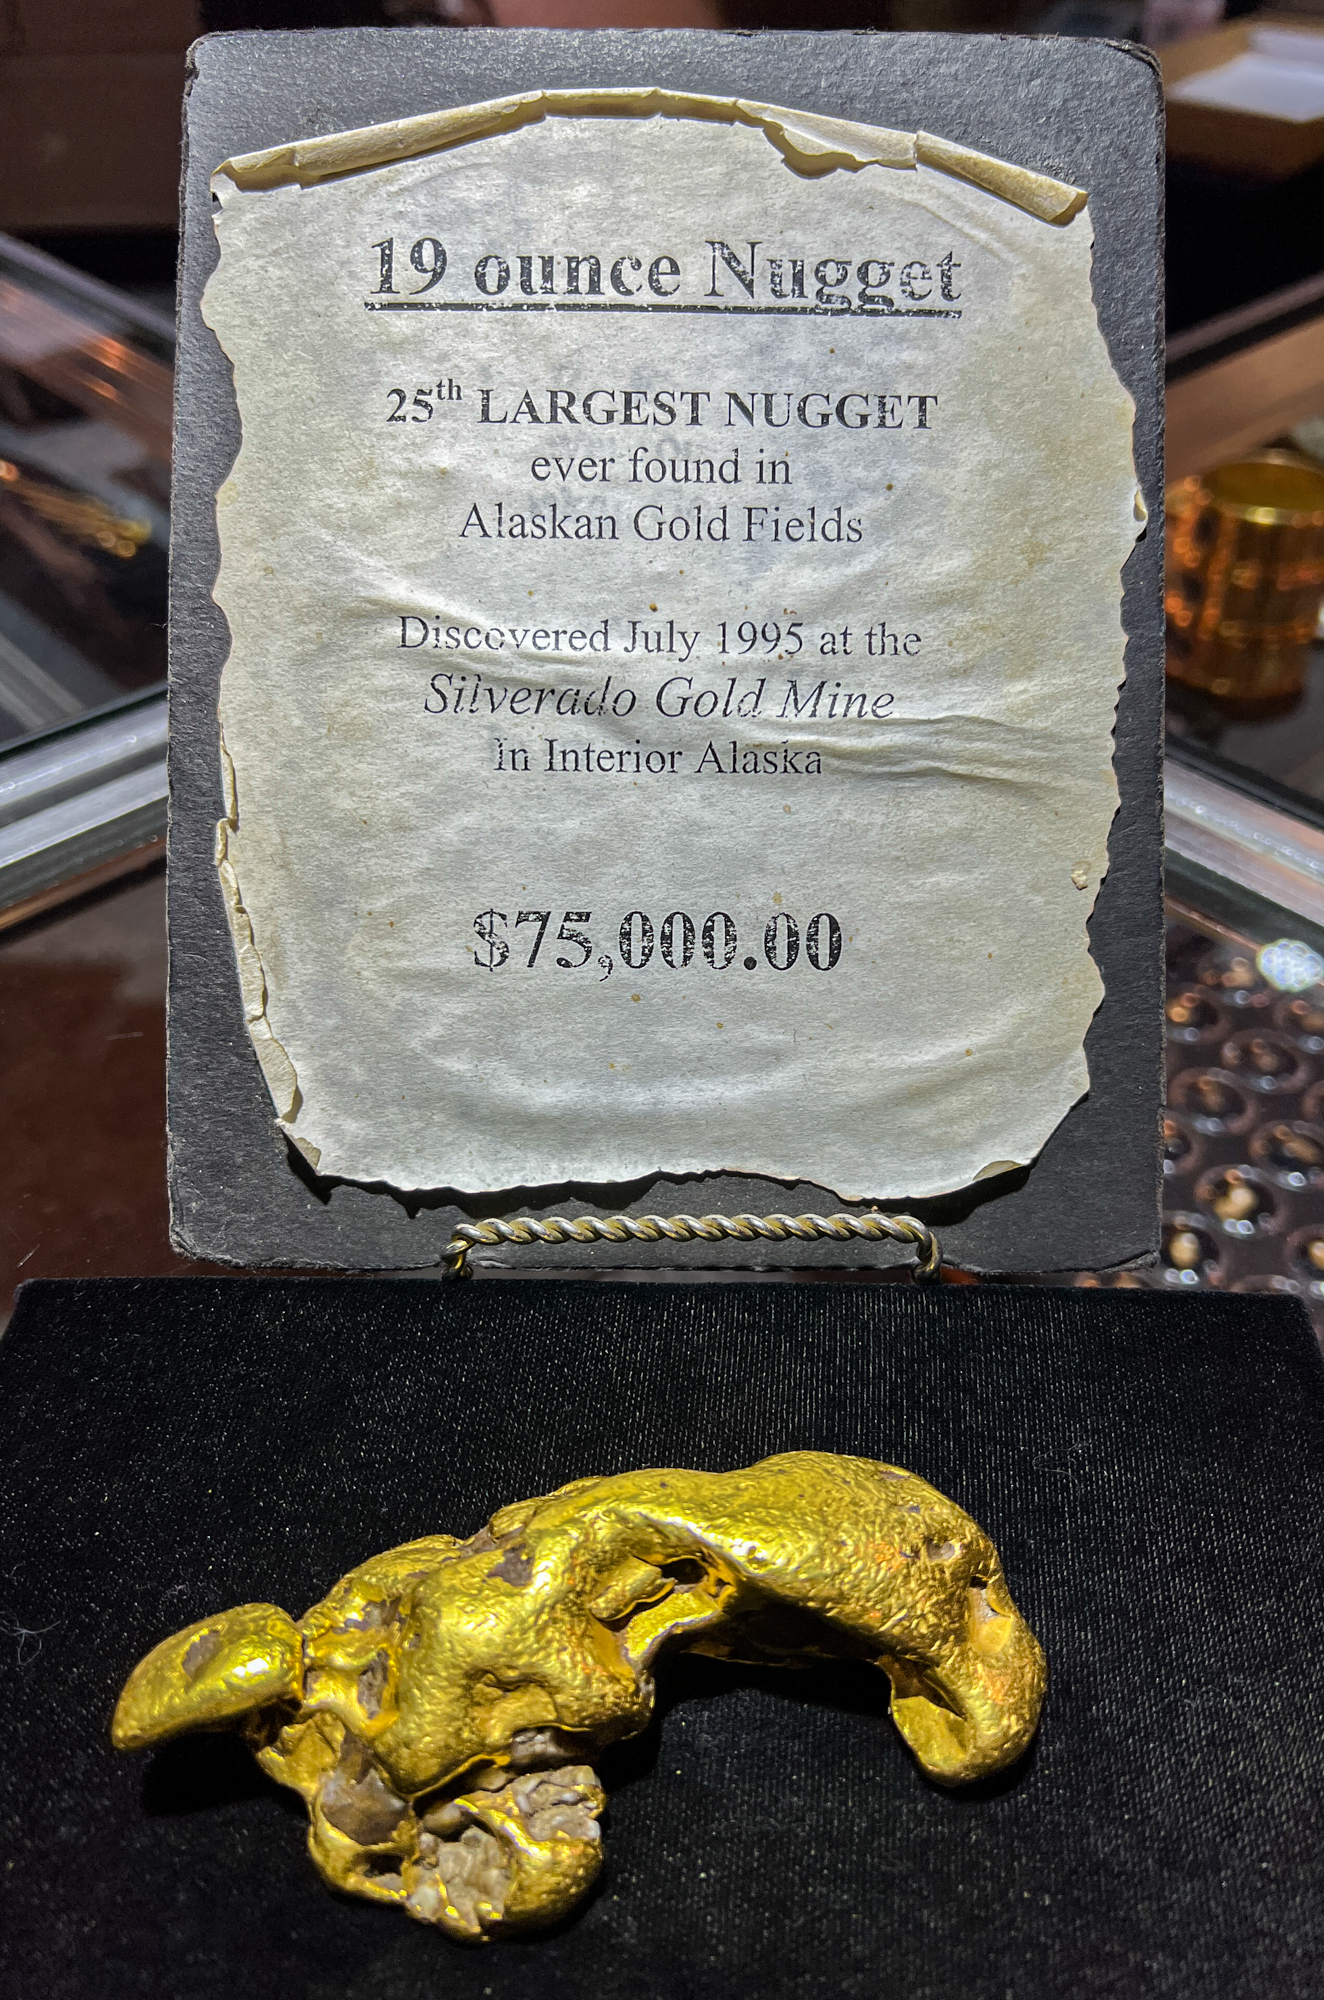 19 ounce Nugget
25th LARGEST NUGGET
ever found in
Alaskan Gold Fields
Discovered July 1995 at the
Silverado Gold Mine
In Interior Alaska
$75,000.00